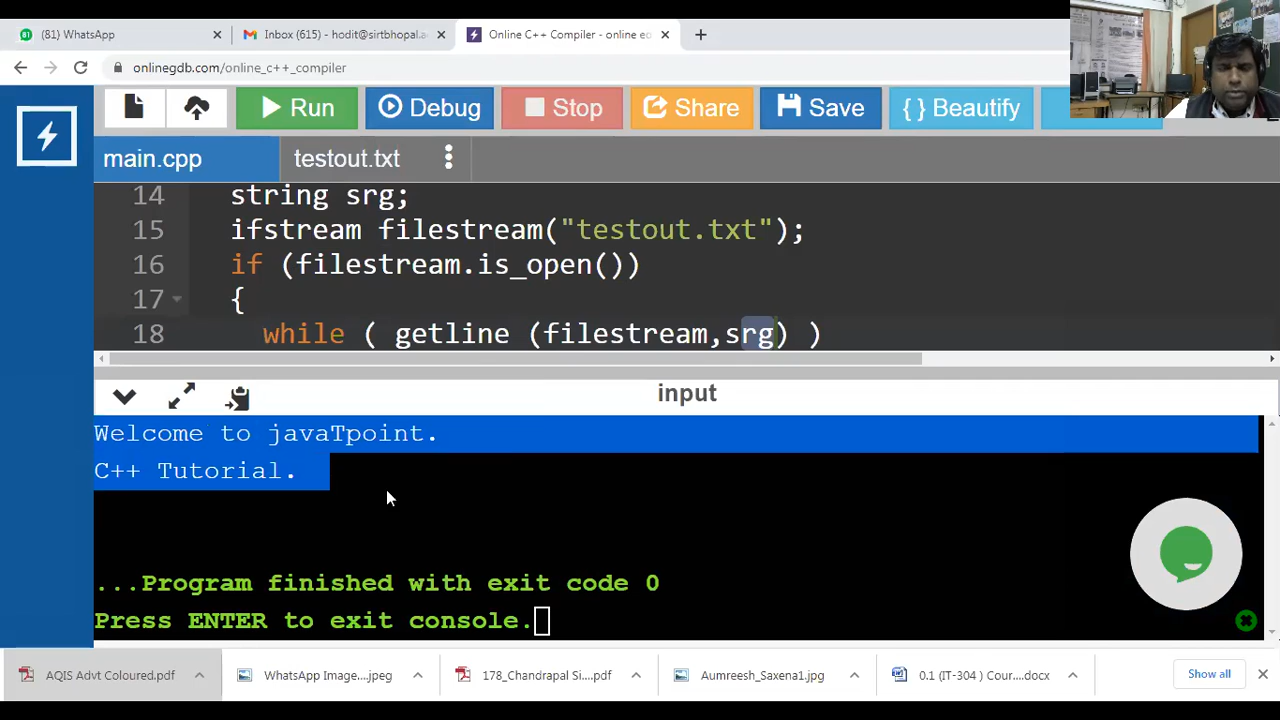 (81) WhatsApp
Inbox (615) - hodit@sirtbhopal.
Online C++ Compiler - online ed
onlinegdb.com/online_c++_compiler
Run
Debug
Stop
Share
Save
{ } Beautify
main.cpp
testout.txt
14 string srg;
15 ifstream filestream("testout.txt");
16 if (filestream.is_open())
17 {
18 while ( getline (filestream,srg) )
input
Welcome to javaTpoint.
C++ Tutorial.
...Program finished with exit code 0
Press ENTER to exit console.
AQIS Advt Coloured.pdf
WhatsApp Image....jpeg
178_Chandrapal Si....pdf
Aumreesh_Saxena1.jpg
0.1 (IT-304 ) Cour....docx
Show all